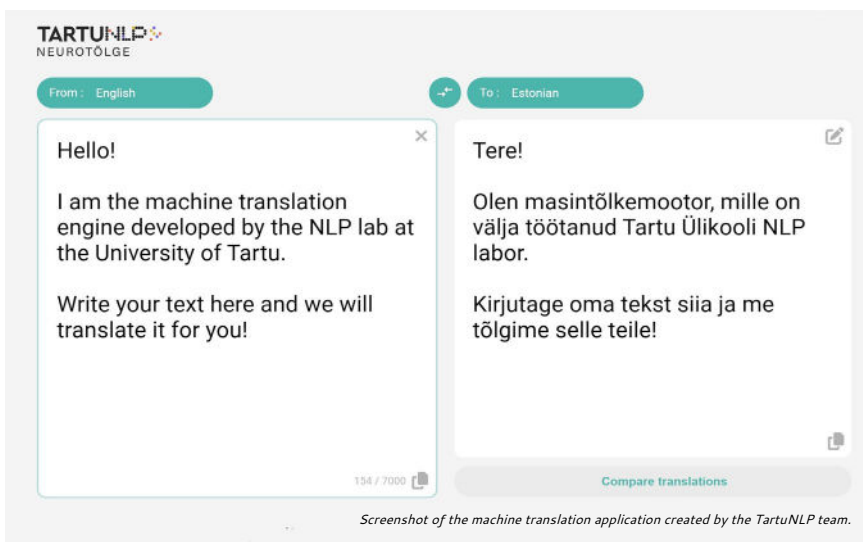 TARTUNLP
NEUROTÕLGE
From : English
To : Estonian
Hello!
I am the machine translation
engine developed by the NLP lab at
the University of Tartu.
Write your text here and we will
translate it for you!
154 / 7000
Tere!
Olen masintõlkemootor, mille on
välja töötanud Tartu Ülikooli NLP
labor.
Kirjutage oma tekst siia ja me
tõlgime selle teile!
Compare translations
Screenshot of the machine translation application created by the TartuNLP team.